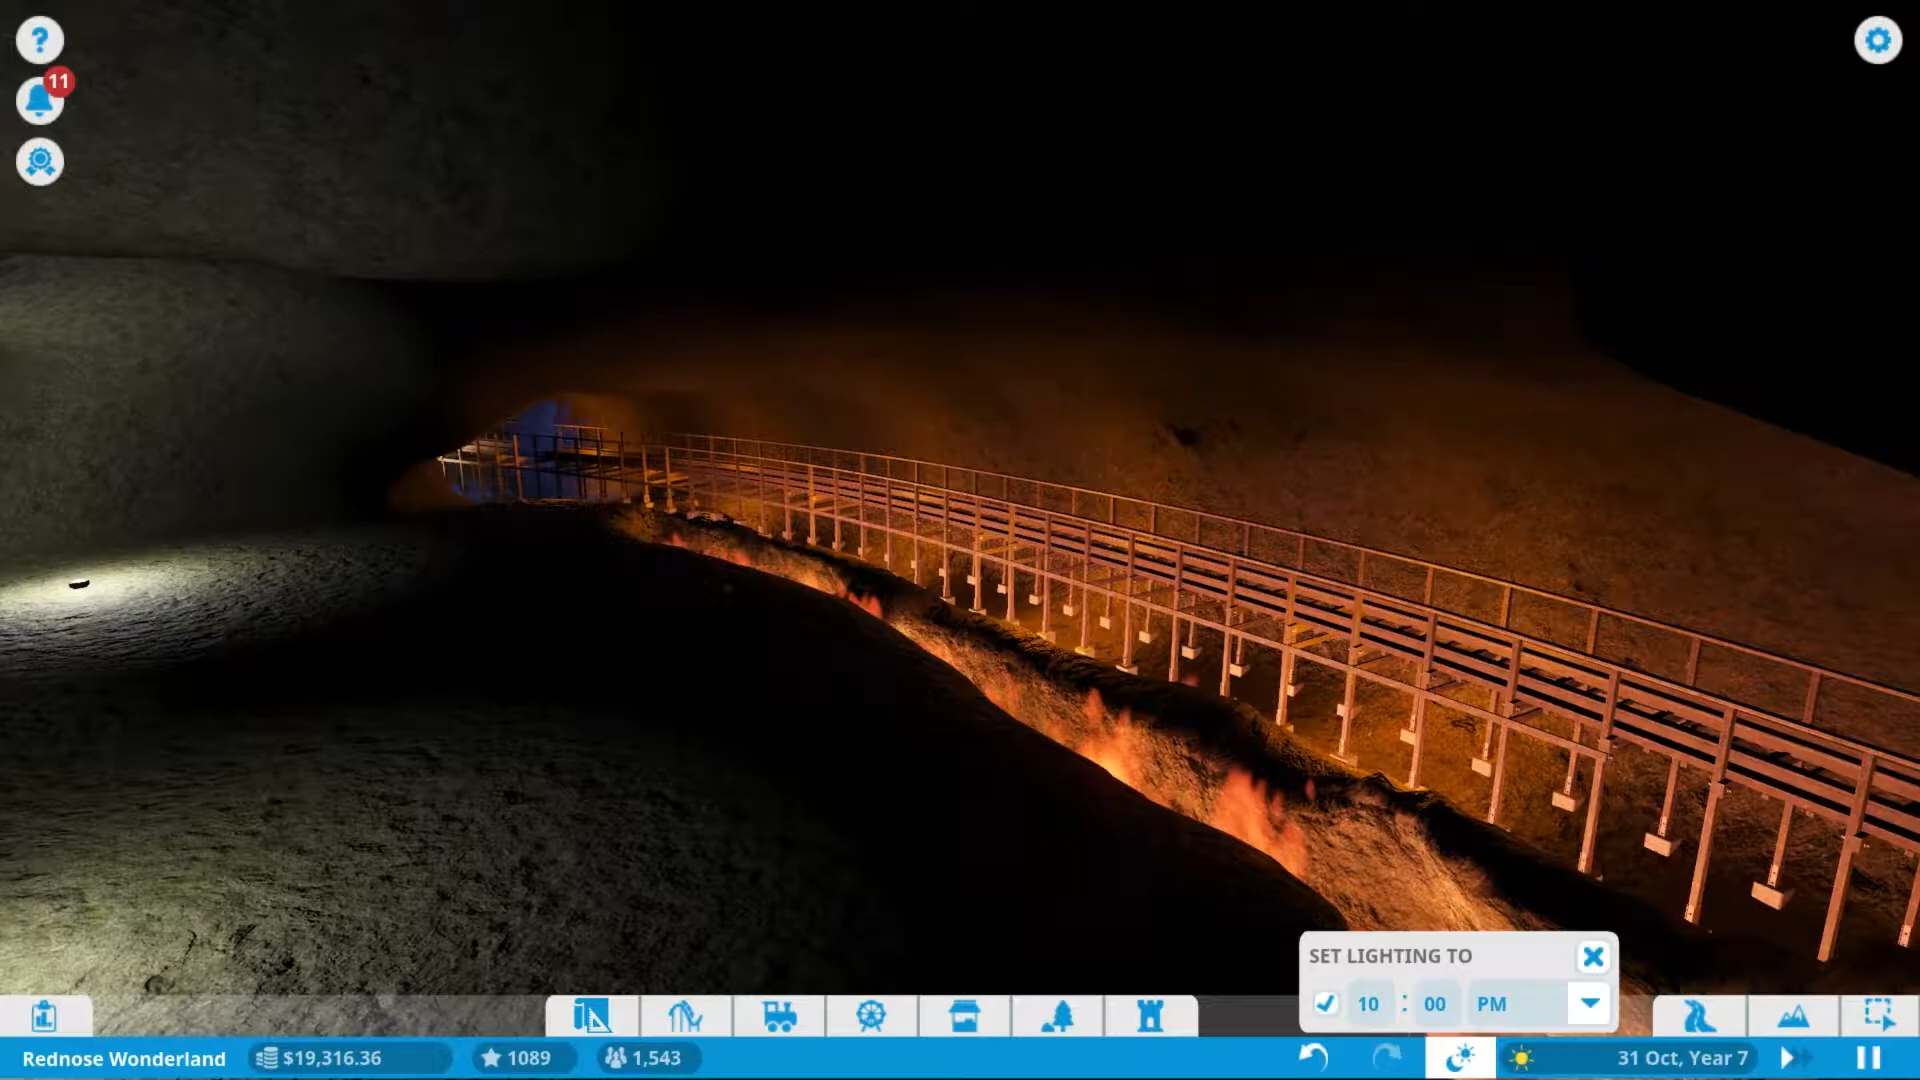 ?
11
SET LIGHTING TO
10 : 00 PM
Rednose Wonderland $19,316.36 1089 1,543 31 Oct, Year 7